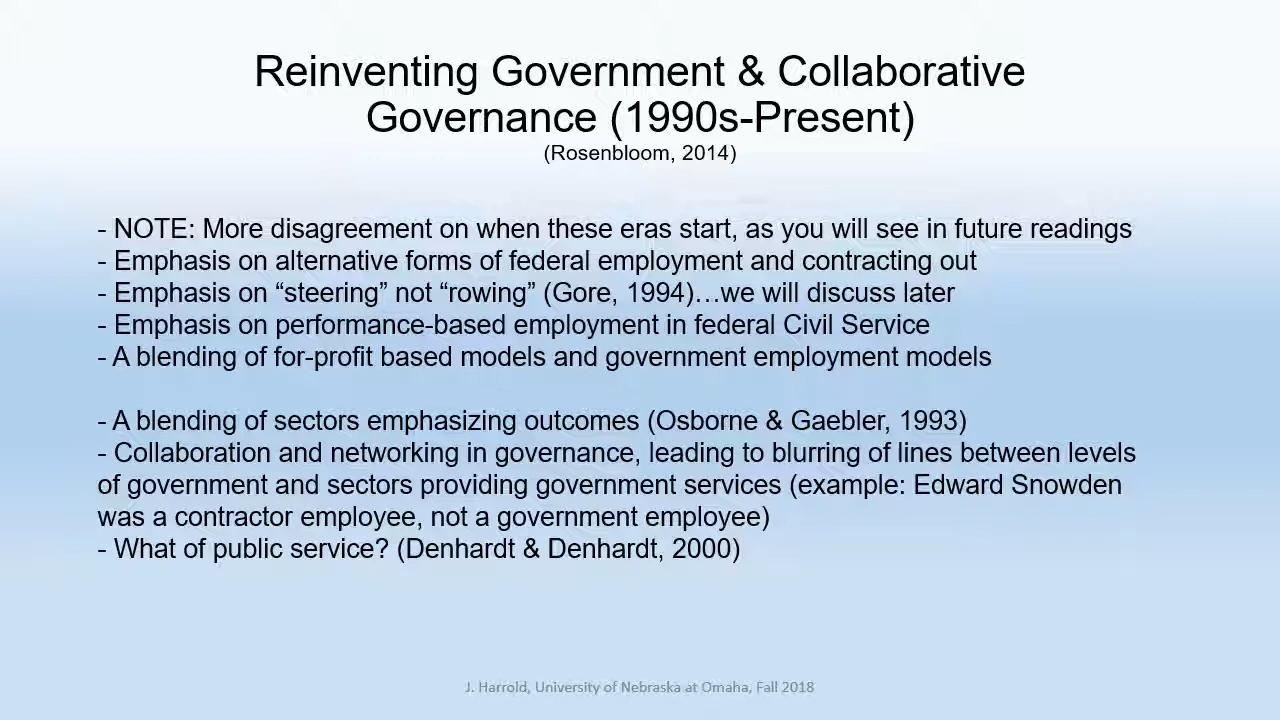 Reinventing Government & Collaborative
Governance (1990s-Present)
(Rosenbloom, 2014)
- NOTE: More disagreement on when these eras start, as you will see in future readings
- Emphasis on alternative forms of federal employment and contracting out
- Emphasis on “steering” not “rowing” (Gore, 1994)…we will discuss later
- Emphasis on performance-based employment in federal Civil Service
- A blending of for-profit based models and government employment models
- A blending of sectors emphasizing outcomes (Osborne & Gaebler, 1993)
- Collaboration and networking in governance, leading to blurring of lines between levels
of government and sectors providing government services (example: Edward Snowden
was a contractor employee, not a government employee)
- What of public service? (Denhardt & Denhardt, 2000)
J. Harrold, University of Nebraska at Omaha, Fall 2018